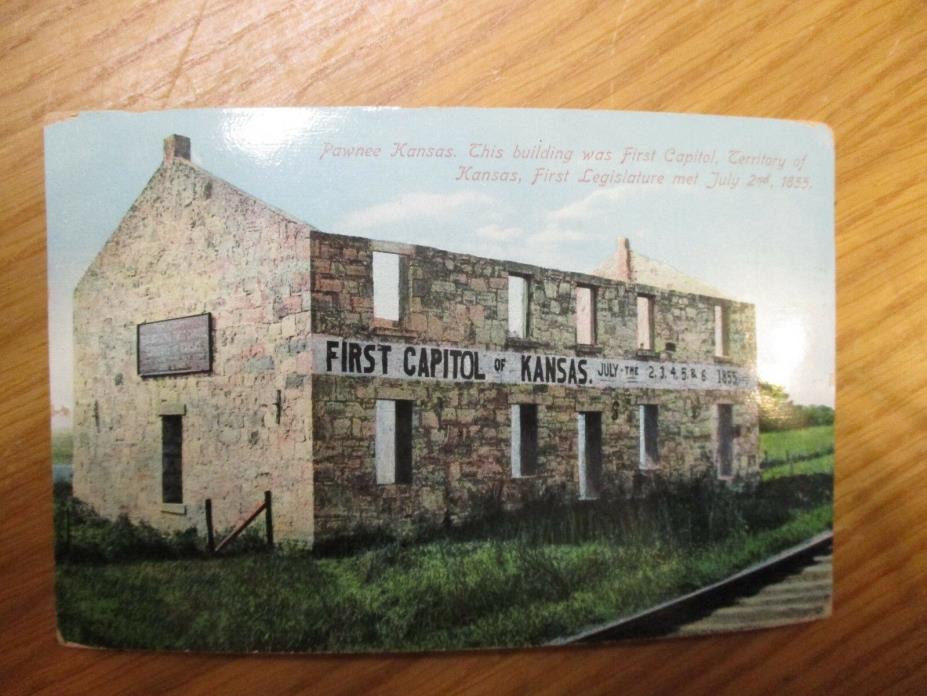 Pawnee Kansas. This building was First Capitol, Territory of
Kansas, First Legislature met July 2nd, 1855.
FIRST CAPITOL OF KANSAS. JULY-THE 2.3.4.5.& 6 1855